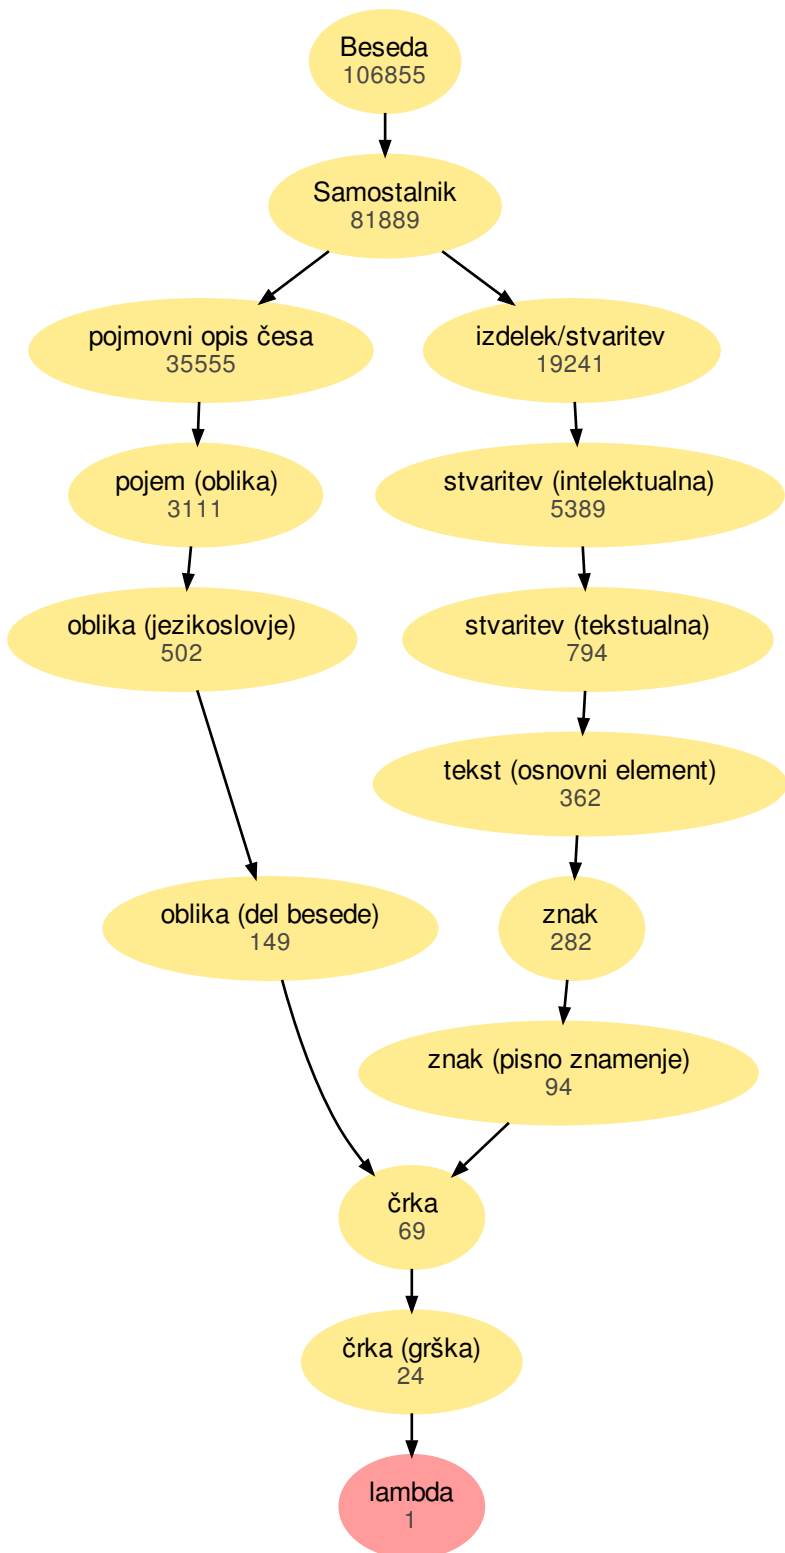 Beseda
106855
Samostalnik
81889
pojmovni opis česa
35555
izdelek/stvaritev
19241
pojem (oblika)
3111
stvaritev (intelektualna)
5389
oblika (jezikoslovje)
502
stvaritev (tekstualna)
794
tekst (osnovni element)
362
oblika (del besede)
149
znak
282
znak (pisno znamenje)
94
črka
69
črka (grška)
24
lambda
1